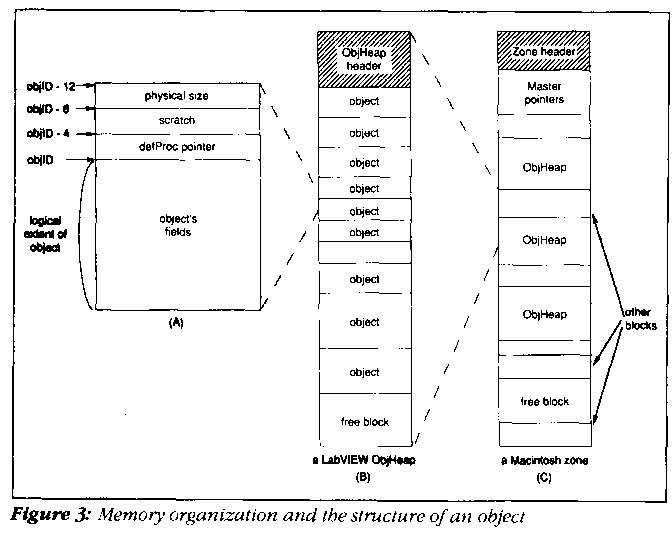 objID - 12
objID - 8
objID - 4
objID
logical
extent of
object
physical size
scratch
defProc pointer
object's
fields
(A)
ObjHeap
header
object
object
object
object
object
object
object
object
object
free block
a LabVIEW ObjHeap
(B)
Zone header
Master
pointers
ObjHeap
ObjHeap
ObjHeap
free block
other
blocks
a Macintosh zone
(C)
Figure 3: Memory organization and the structure of an object